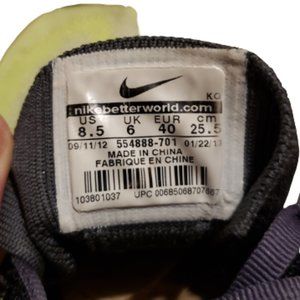 KO
nikebetterworld.com
US UK EUR cm
8.5 6 40 25.5
09/11/12 554888-701 01/22/13
MADE IN CHINA
FABRIQUE EN CHINE
103801037 UPC